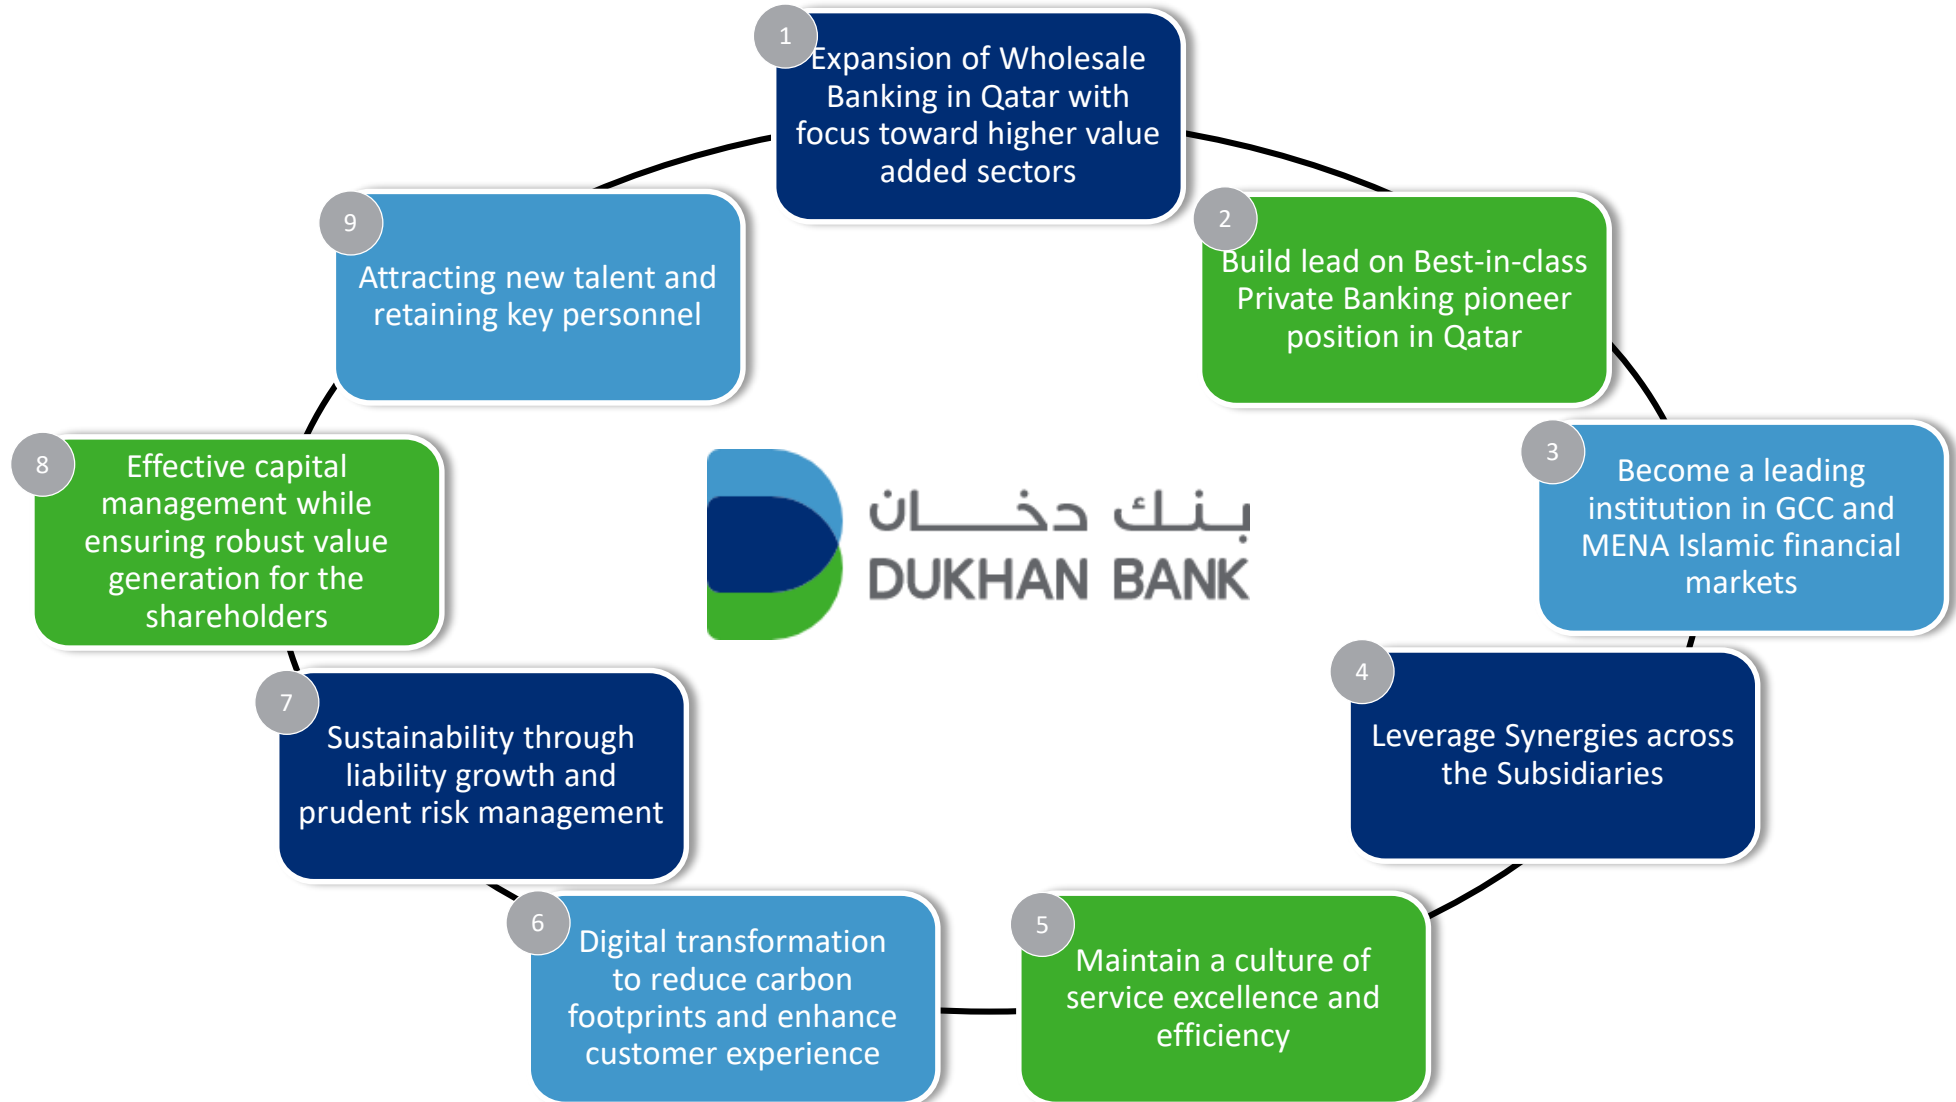 1
Expansion of Wholesale
Banking in Qatar with
focus toward higher value
added sectors
2
Build lead on Best-in-class
Private Banking pioneer
position in Qatar
3
Become a leading
institution in GCC and
MENA Islamic financial
markets
4
Leverage Synergies across
the Subsidiaries
5
Maintain a culture of
service excellence and
efficiency
6
Digital transformation
to reduce carbon
footprints and enhance
customer experience
7
Sustainability through
liability growth and
prudent risk management
8
Effective capital
management while
ensuring robust value
generation for the
shareholders
9
Attracting new talent and
retaining key personnel
بنك دخان
DUKHAN BANK